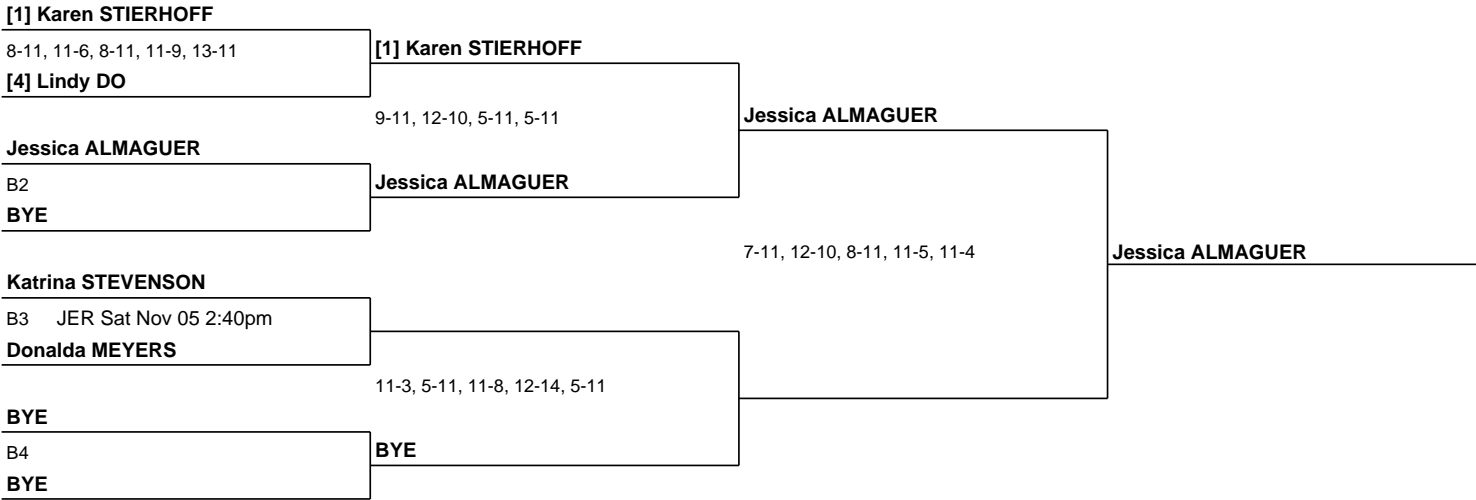 [1] Karen STIERHOFF
8-11, 11-6, 8-11, 11-9, 13-11
[1] Karen STIERHOFF
[4] Lindy DO
9-11, 12-10, 5-11, 5-11
Jessica ALMAGUER
Jessica ALMAGUER
B2
Jessica ALMAGUER
BYE
7-11, 12-10, 8-11, 11-5, 11-4
Jessica ALMAGUER
Katrina STEVENSON
B3 JER Sat Nov 05 2:40pm
Donalda MEYERS
11-3, 5-11, 11-8, 12-14, 5-11
BYE
B4
BYE
BYE